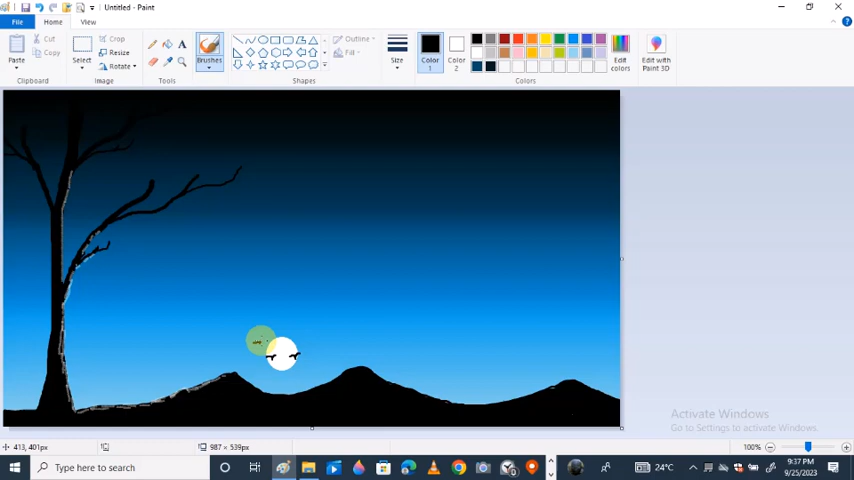 Untitled - Paint
File Home View
Paste
Cut
Copy
Clipboard
Select
Crop
Resize
Rotate
Image
A
Tools
Brushes
Outline
Fill
Shapes
Size
Color 1
Color 2
Edit colors
Colors
Edit with Paint 3D
Activate Windows
Go to Settings to activate Windows.
413, 401px
987 × 539px
100%
Type here to search
24°C
9:37 PM
9/25/2023